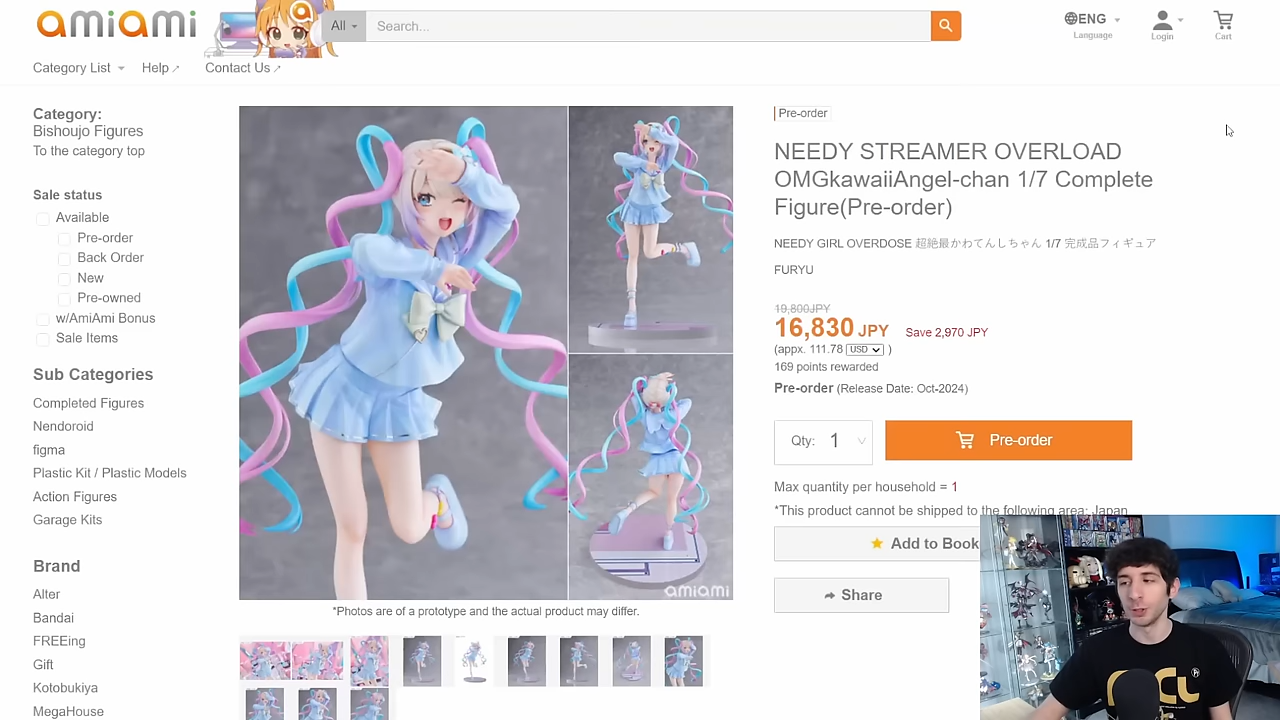 amiami
All
Search...
ENG
Language
Login
Cart
Category List
Help
Contact Us
Category:
Bishoujo Figures
To the category top
Sale status
Available
Pre-order
Back Order
New
Pre-owned
w/AmiAmi Bonus
Sale Items
Sub Categories
Completed Figures
Nendoroid
figma
Plastic Kit / Plastic Models
Action Figures
Garage Kits
Brand
Alter
Bandai
FREEing
Gift
Kotobukiya
MegaHouse
amiami
*Photos are of a prototype and the actual product may differ.
Pre-order
NEEDY STREAMER OVERLOAD
OMGkawaiiAngel-chan 1/7 Complete
Figure(Pre-order)
NEEDY GIRL OVERDOSE 超絶最かわてんしちゃん 1/7 完成品フィギュア
FURYU
19,800JPY
16,830 JPY Save 2,970 JPY
(appx. 111.78 USD )
169 points rewarded
Pre-order (Release Date: Oct-2024)
Qty: 1
Pre-order
Max quantity per household = 1
*This product cannot be shipped to the following area: Japan
Add to Book
Share